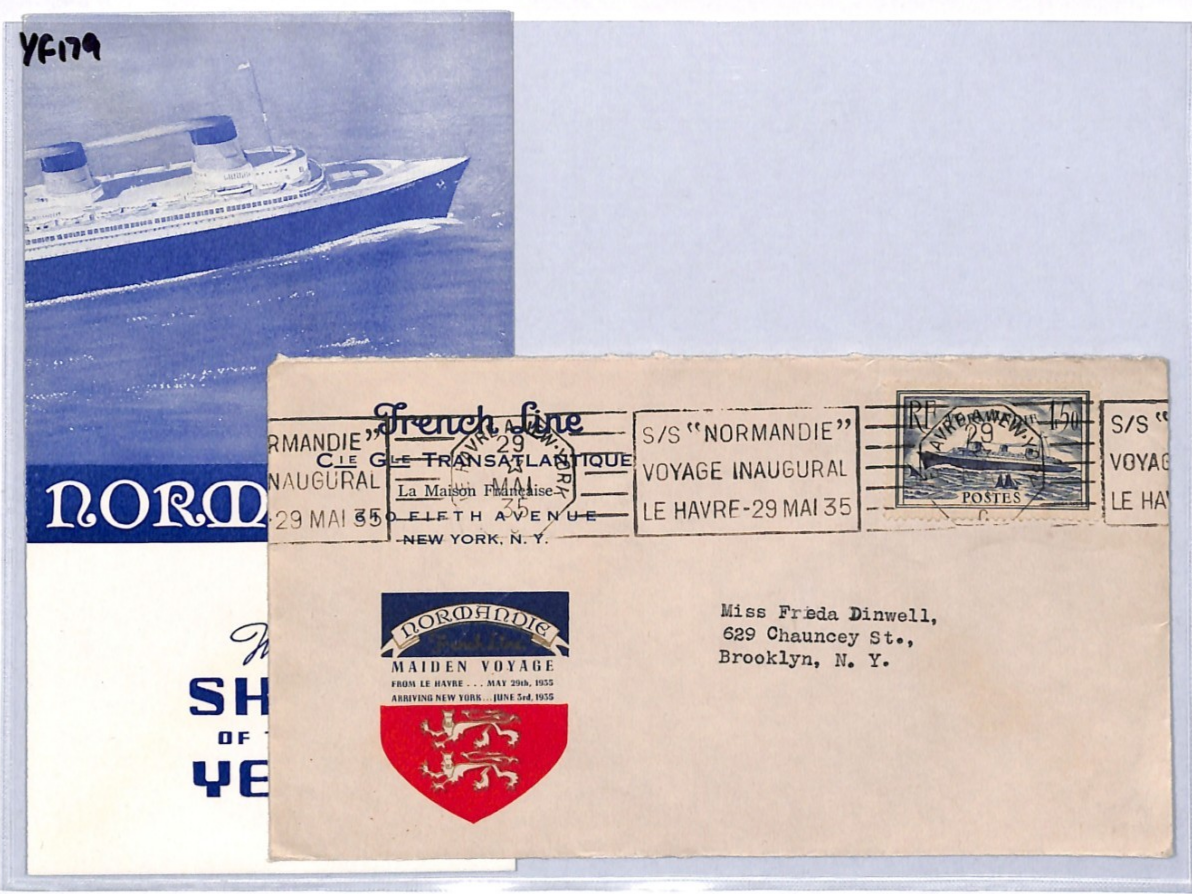 YF179
NORM
SH
OF
YE
French Line
CIE GLE TRANSATLANTIQUE
La Maison Française
610 FIFTH AVENUE
NEW YORK, N. Y.
RMANDIE"
NAUGURAL
-29 MAI 35
29
MAI
35
S/S "NORMANDIE"
VOYAGE INAUGURAL
LE HAVRE-29 MAI 35
RF
1.50
29
POSTES
S/S "
VOYAG
LE HA
NORMANDIE
French Line
MAIDEN VOYAGE
FROM LE HAVRE . . . MAY 29th, 1935
ARRIVING NEW YORK...JUNE 3rd, 1935
Miss Frieda Dinwell,
629 Chauncey St.,
Brooklyn, N. Y.